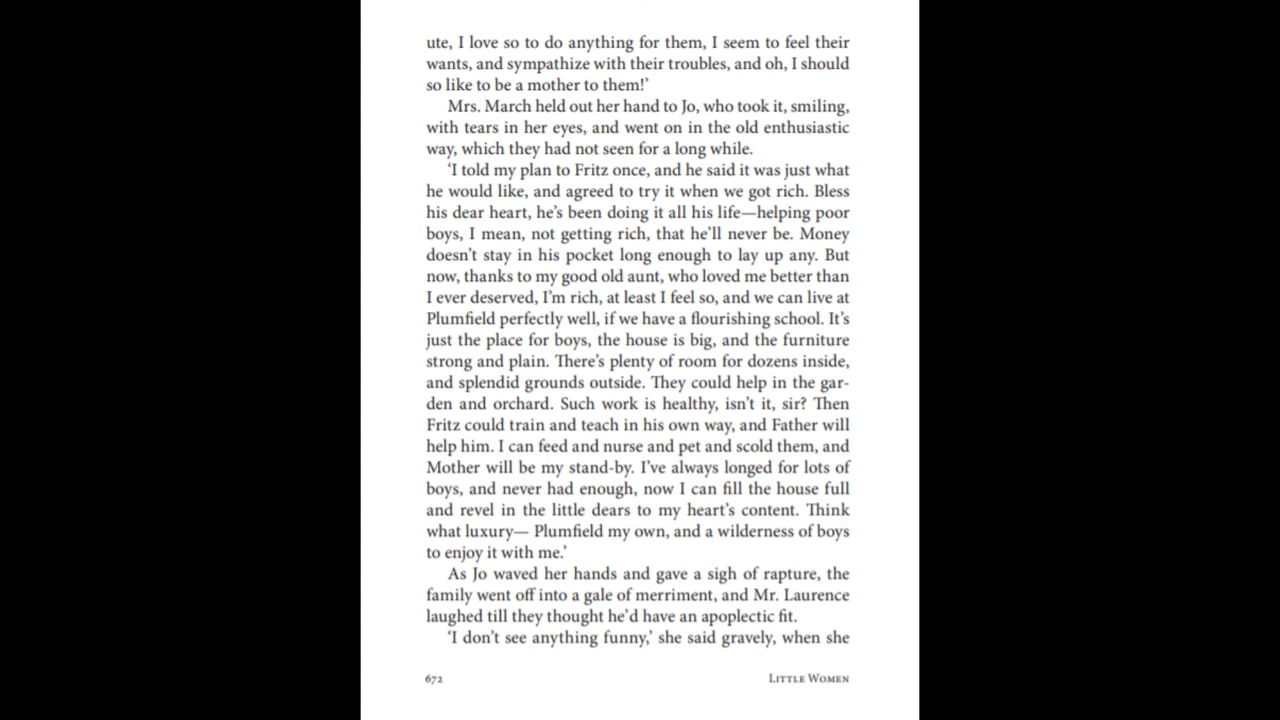 ute, I love so to do anything for them, I seem to feel their
wants, and sympathize with their troubles, and oh, I should
so like to be a mother to them!’
Mrs. March held out her hand to Jo, who took it, smiling,
with tears in her eyes, and went on in the old enthusiastic
way, which they had not seen for a long while.
‘I told my plan to Fritz once, and he said it was just what
he would like, and agreed to try it when we got rich. Bless
his dear heart, he’s been doing it all his life—helping poor
boys, I mean, not getting rich, that he’ll never be. Money
doesn’t stay in his pocket long enough to lay up any. But
now, thanks to my good old aunt, who loved me better than
I ever deserved, I’m rich, at least I feel so, and we can live at
Plumfield perfectly well, if we have a flourishing school. It’s
just the place for boys, the house is big, and the furniture
strong and plain. There’s plenty of room for dozens inside,
and splendid grounds outside. They could help in the gar-
den and orchard. Such work is healthy, isn’t it, sir? Then
Fritz could train and teach in his own way, and Father will
help him. I can feed and nurse and pet and scold them, and
Mother will be my stand-by. I’ve always longed for lots of
boys, and never had enough, now I can fill the house full
and revel in the little dears to my heart’s content. Think
what luxury— Plumfield my own, and a wilderness of boys
to enjoy it with me.’
As Jo waved her hands and gave a sigh of rapture, the
family went off into a gale of merriment, and Mr. Laurence
laughed till they thought he’d have an apoplectic fit.
‘I don’t see anything funny,’ she said gravely, when she
672 Little Women